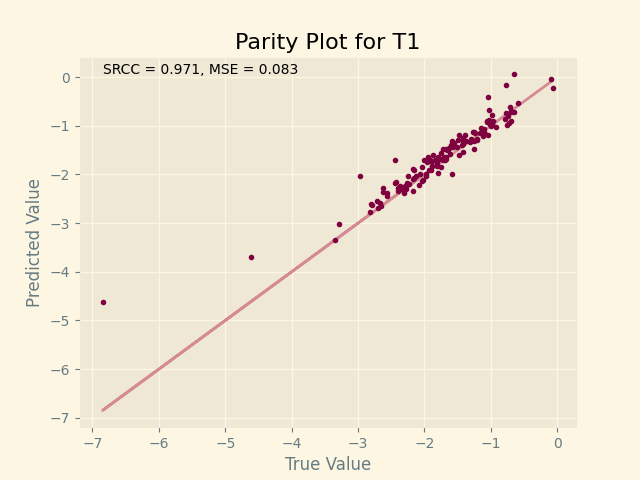 Parity Plot for T1
SRCC = 0.971, MSE = 0.083
0
−1
−2
−3
−4
−5
−6
−7
Predicted Value
−7 −6 −5 −4 −3 −2 −1 0
True Value